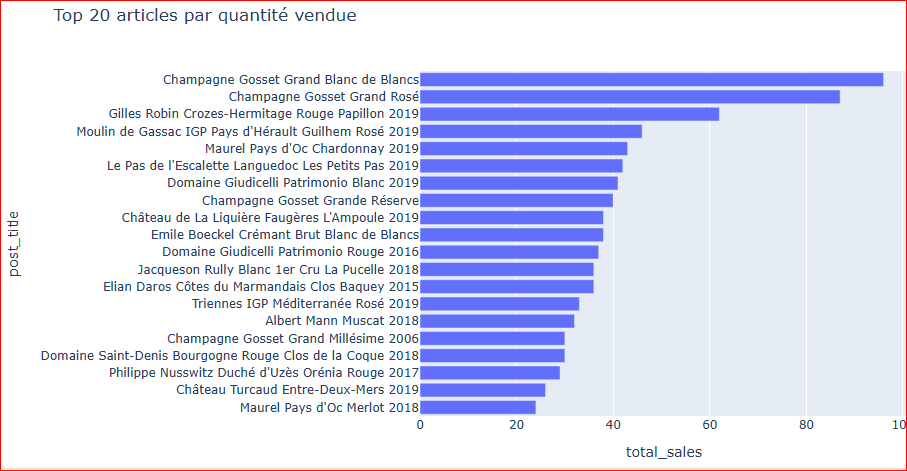 Top 20 articles par quantité vendue
Champagne Gosset Grand Blanc de Blancs
Champagne Gosset Grand Rosé
Gilles Robin Crozes-Hermitage Rouge Papillon 2019
Moulin de Gassac IGP Pays d'Hérault Guilhem Rosé 2019
Maurel Pays d'Oc Chardonnay 2019
Le Pas de l'Escalette Languedoc Les Petits Pas 2019
Domaine Giudicelli Patrimonio Blanc 2019
Champagne Gosset Grande Réserve
Château de La Liquière Faugères L'Ampoule 2019
Emile Boeckel Crémant Brut Blanc de Blancs
Domaine Giudicelli Patrimonio Rouge 2016
Jacqueson Rully Blanc 1er Cru La Pucelle 2018
Elian Daros Côtes du Marmandais Clos Baquey 2015
Triennes IGP Méditerranée Rosé 2019
Albert Mann Muscat 2018
Champagne Gosset Grand Millésime 2006
Domaine Saint-Denis Bourgogne Rouge Clos de la Coque 2018
Philippe Nusswitz Duché d'Uzès Orénia Rouge 2017
Château Turcaud Entre-Deux-Mers 2019
Maurel Pays d'Oc Merlot 2018
post_title
0 20 40 60 80 10
total_sales